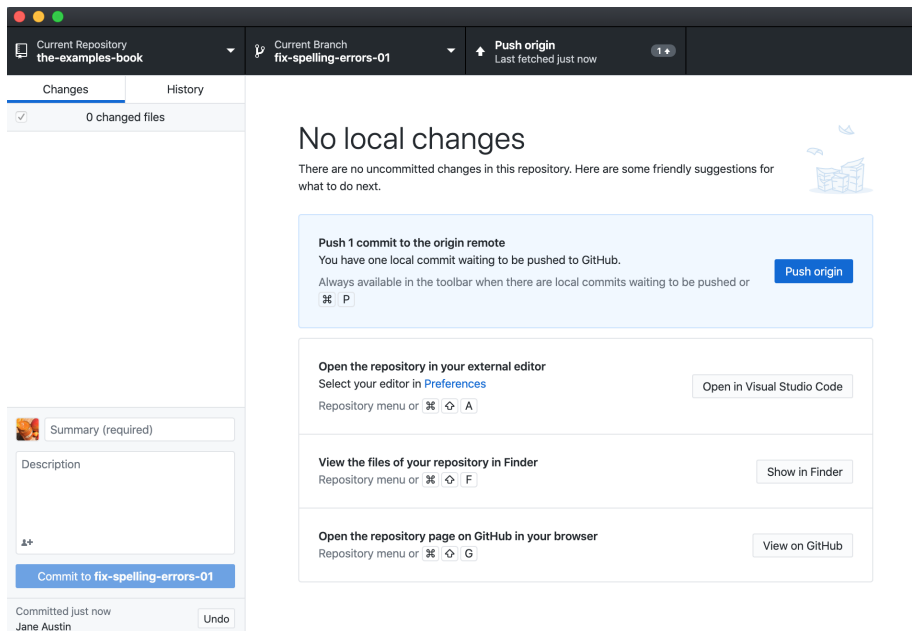 Current Repository
the-examples-book
Current Branch
fix-spelling-errors-01
Push origin
Last fetched just now
1
Changes
History
0 changed files
No local changes
There are no uncommitted changes in this repository. Here are some friendly suggestions for
what to do next.
Push 1 commit to the origin remote
You have one local commit waiting to be pushed to GitHub.
Always available in the toolbar when there are local commits waiting to be pushed or
⌘ P
Push origin
Open the repository in your external editor
Select your editor in Preferences
Repository menu or ⌘ ⇧ A
Open in Visual Studio Code
View the files of your repository in Finder
Repository menu or ⌘ ⇧ F
Show in Finder
Open the repository page on GitHub in your browser
Repository menu or ⌘ ⇧ G
View on GitHub
Summary (required)
Description
Commit to fix-spelling-errors-01
Committed just now
Jane Austin
Undo